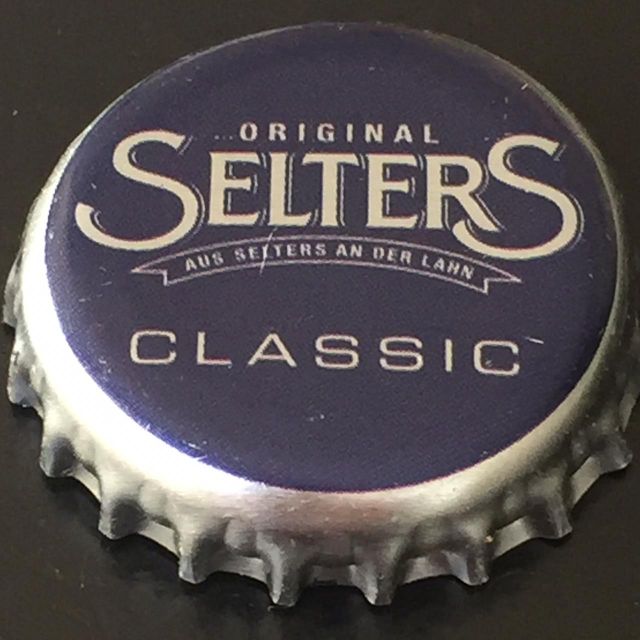 ORIGINAL
SELTERS
AUS SELTERS AN DER LAHN
CLASSIC